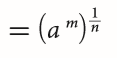 = (a^m)^{1/n}